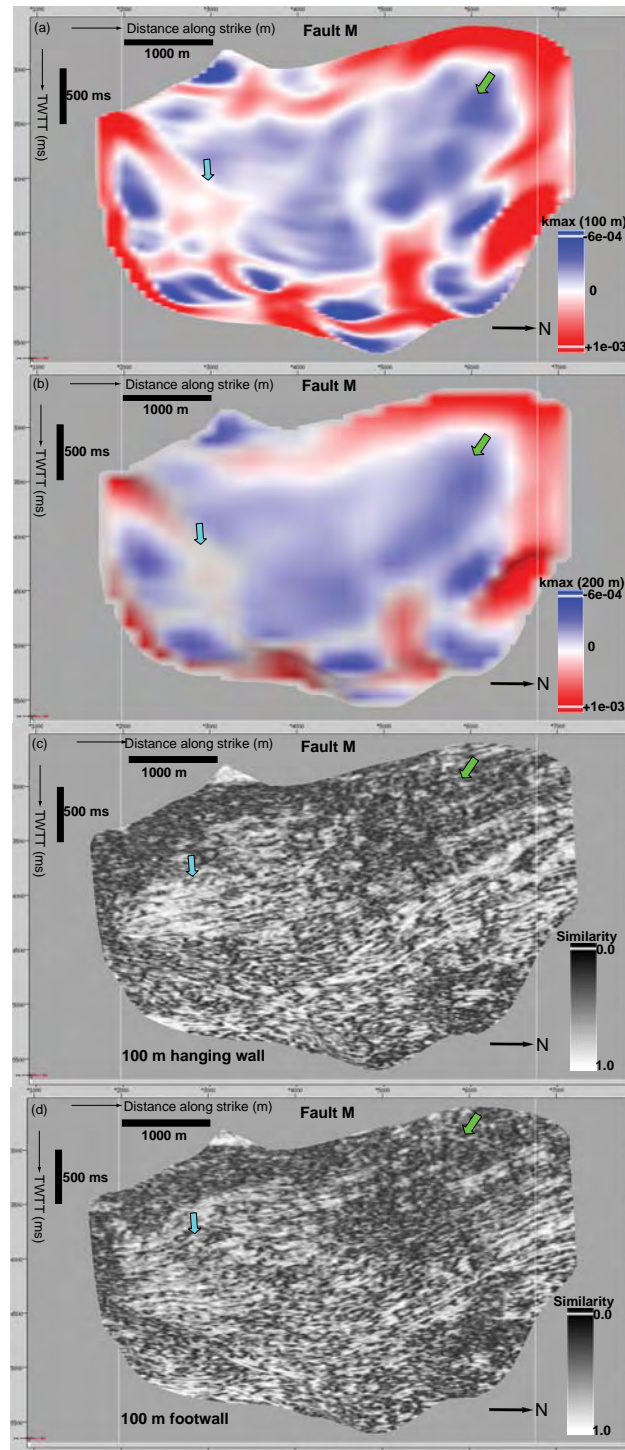 (a)
Distance along strike (m)
Fault M
1000 m
500 ms
TWTT (ms)
kmax (100 m)
-6e-04
0
+1e-03
N
(b)
Distance along strike (m)
Fault M
1000 m
500 ms
TWTT (ms)
kmax (200 m)
-6e-04
0
+1e-03
N
(c)
Distance along strike (m)
Fault M
1000 m
500 ms
TWTT (ms)
Similarity
0.0
1.0
100 m hanging wall
N
(d)
Distance along strike (m)
Fault M
1000 m
500 ms
TWTT (ms)
Similarity
0.0
1.0
100 m footwall
N